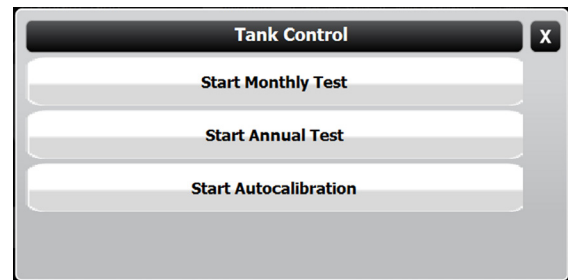 Tank Control
X
Start Monthly Test
Start Annual Test
Start Autocalibration